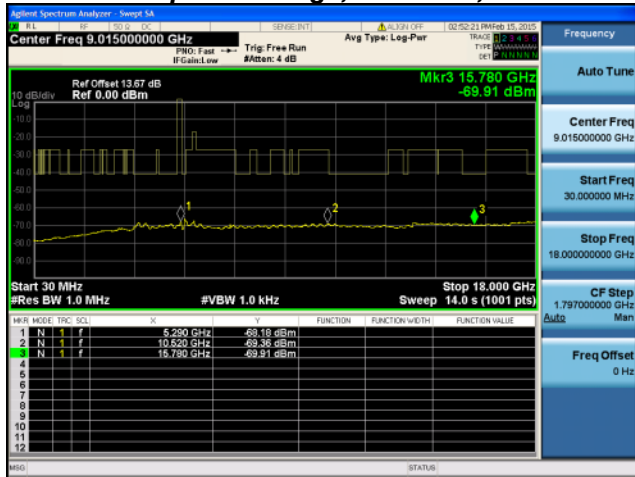 Agilent Spectrum Analyzer - Swept SA
RL RF 50 Ω DC SENSE:INT ALIGN OFF 02:52:21 PM Feb 15, 2015
Center Freq 9.015000000 GHz
PNO: Fast
IFGain:Low
Trig: Free Run
#Atten: 4 dB
Avg Type: Log-Pwr
TRACE 1 2 3 4 5 6
TYPE
DET P N N N N N
Ref Offset 13.67 dB
Ref 0.00 dBm
10 dB/div
Log
Mkr3 15.780 GHz
-69.91 dBm
-10.0
-20.0
-30.0
-40.0
-50.0
-60.0
-70.0
-80.0
-90.0
1
2
3
Start 30 MHz
Stop 18.000 GHz
#Res BW 1.0 MHz
#VBW 1.0 kHz
Sweep 14.0 s (1001 pts)
MKR MODE TRC SCL X Y FUNCTION FUNCTION WIDTH FUNCTION VALUE
1 N 1 f 5.290 GHz -68.18 dBm
2 N 1 f 10.520 GHz -69.36 dBm
3 N 1 f 15.780 GHz -69.91 dBm
4
5
6
7
8
9
10
11
12
MSG
STATUS
Frequency
Auto Tune
Center Freq
9.015000000 GHz
Start Freq
30.000000 MHz
Stop Freq
18.000000000 GHz
CF Step
1.797000000 GHz
Auto Man
Freq Offset
0 Hz